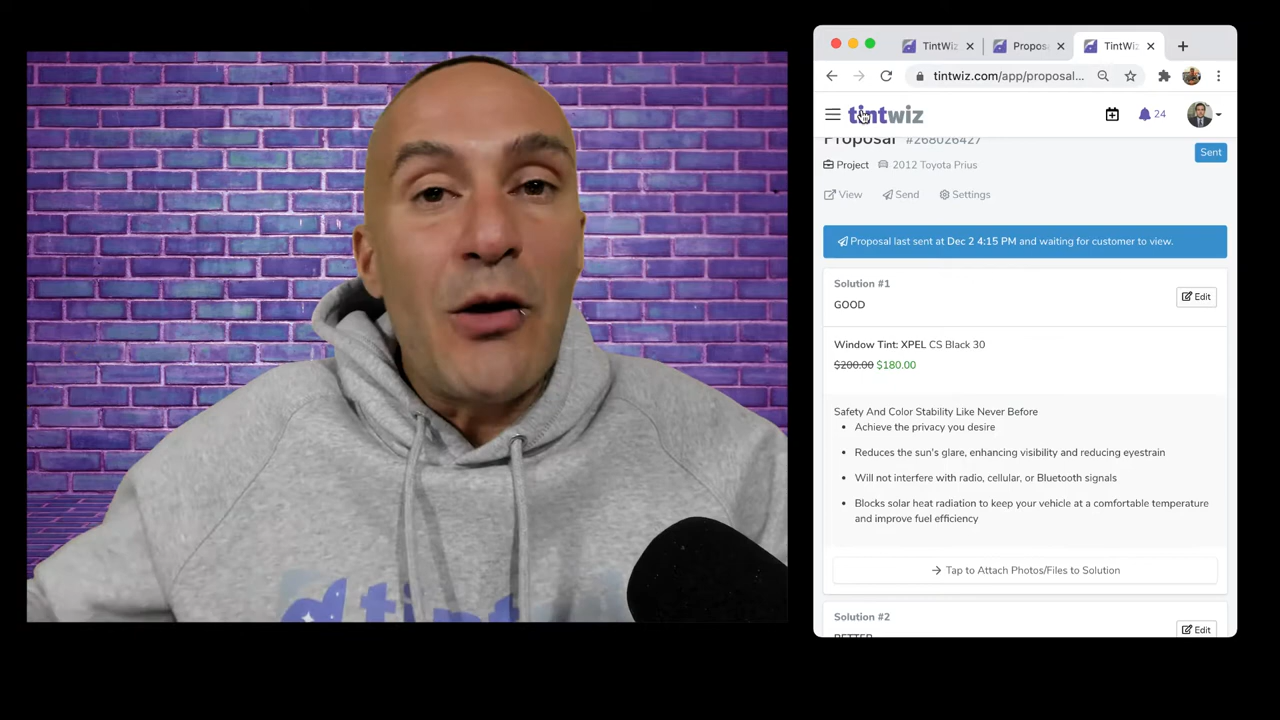 TintWiz
Propos
TintWiz
tintwiz.com/app/proposal...
tintwiz
24
Proposal #268026427
Sent
Project 2012 Toyota Prius
View Send Settings
Proposal last sent at Dec 2 4:15 PM and waiting for customer to view.
Solution #1
GOOD
Edit
Window Tint: XPEL CS Black 30
$200.00 $180.00
Safety And Color Stability Like Never Before
• Achieve the privacy you desire
• Reduces the sun's glare, enhancing visibility and reducing eyestrain
• Will not interfere with radio, cellular, or Bluetooth signals
• Blocks solar heat radiation to keep your vehicle at a comfortable temperature
and improve fuel efficiency
→ Tap to Attach Photos/Files to Solution
Solution #2
BETTER
Edit
tint